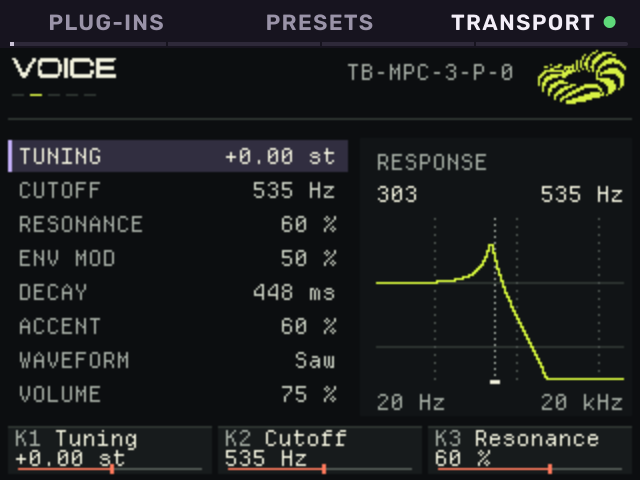 PLUG-INS PRESETS TRANSPORT
VOICE TB-MPC-3-P-0
TUNING +0.00 st
CUTOFF 535 Hz
RESONANCE 60 %
ENV MOD 50 %
DECAY 448 ms
ACCENT 60 %
WAVEFORM Saw
VOLUME 75 %
RESPONSE
303 535 Hz
20 Hz 20 kHz
K1 Tuning
+0.00 st
K2 Cutoff
535 Hz
K3 Resonance
60 %